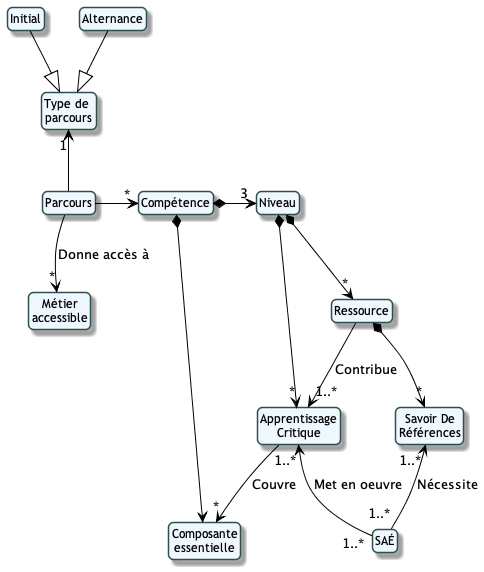 Initial
Alternance
Type de
parcours
1
Parcours
*
Compétence
3
Niveau
Donne accès à
*
*
Métier
accessible
Ressource
Contribue
*
1..*
*
Apprentissage
Critique
Savoir De
Références
1..*
1..*
Couvre
Met en oeuvre
Nécessite
*
1..*
Composante
essentielle
1..*
SAÉ